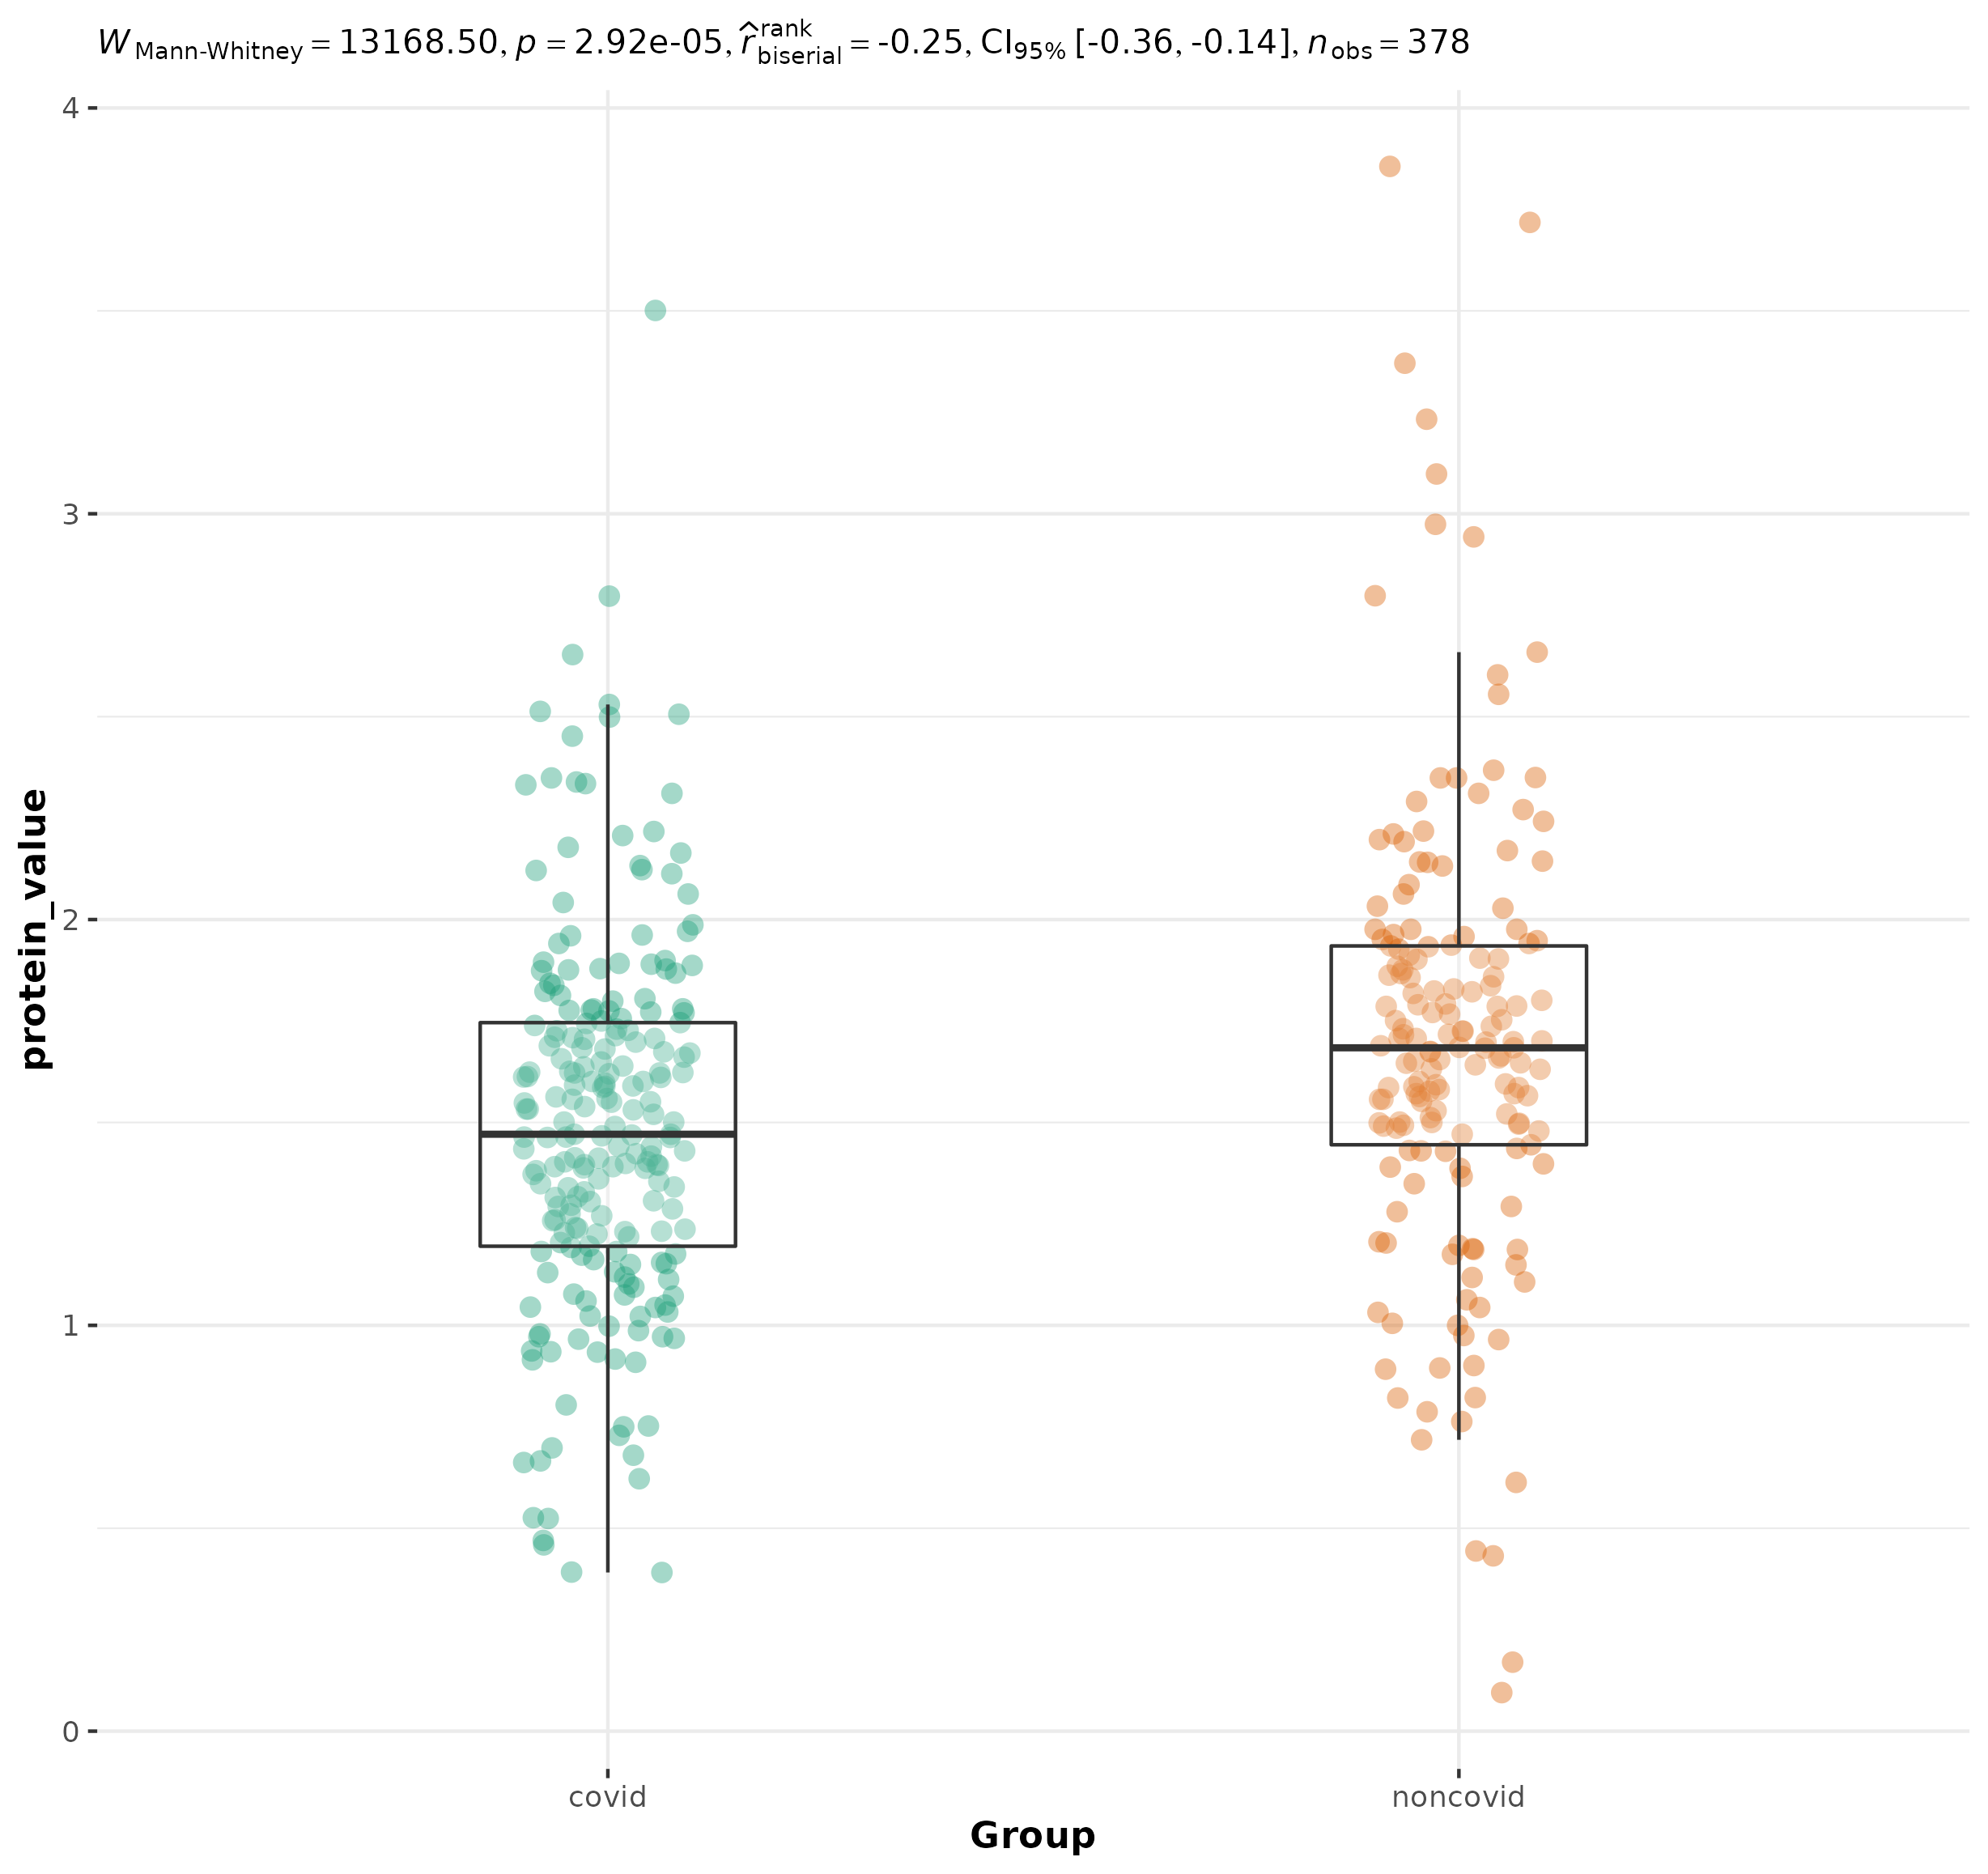 W Mann-Whitney = 13168.50, p = 2.92e-05, r̂ rank biserial = -0.25, CI95% [-0.36, -0.14], nobs = 378
protein_value
4
3
2
1
0
covid noncovid
Group